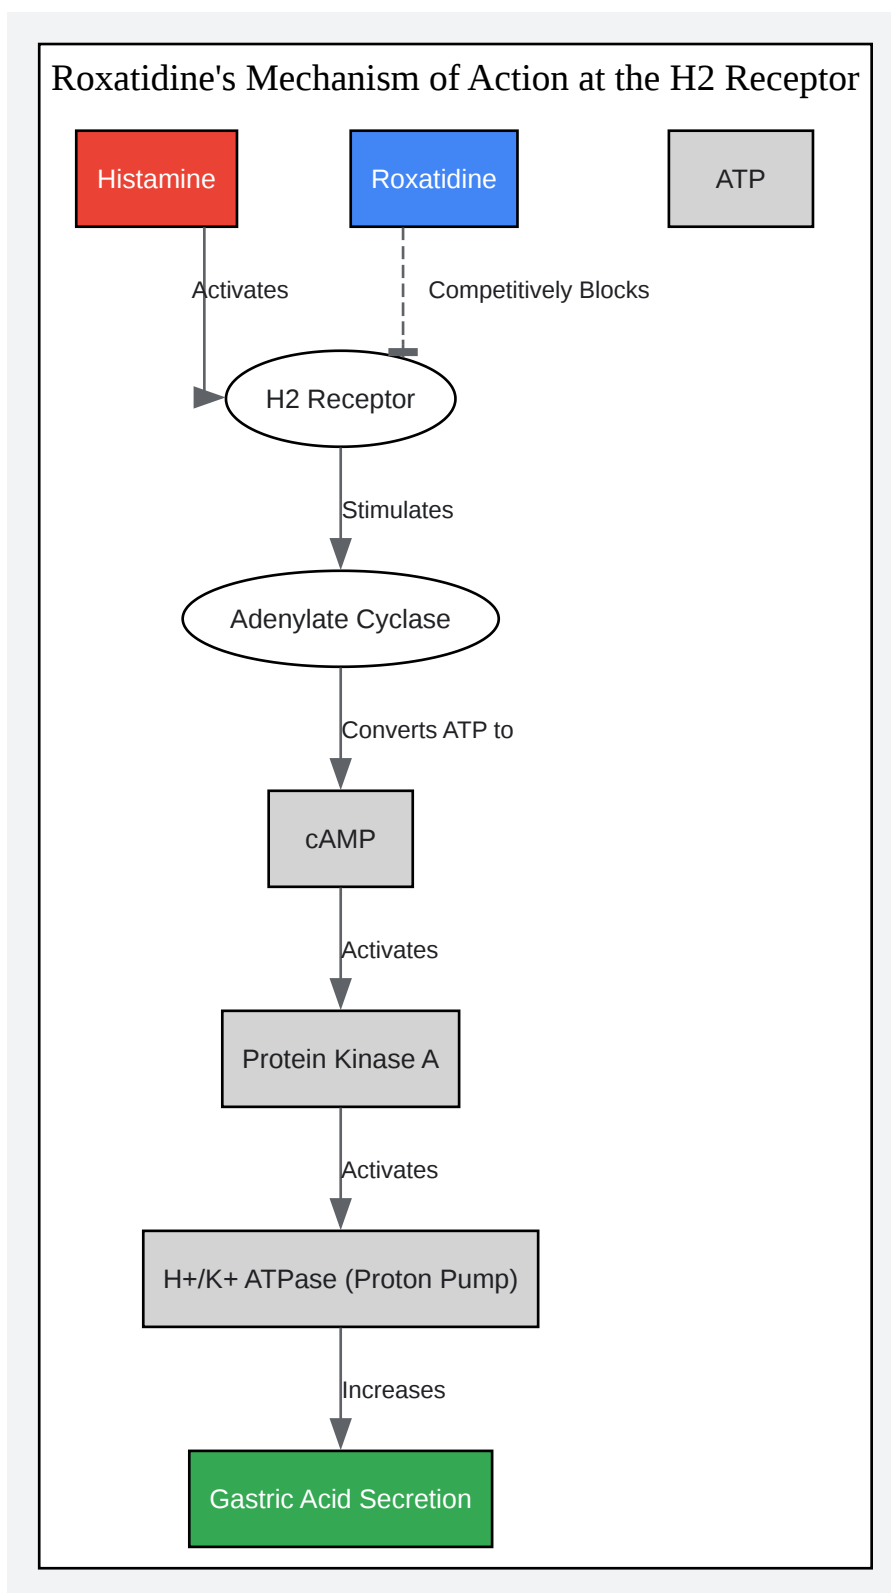 Roxatidine's Mechanism of Action at the H2 Receptor
Histamine
Roxatidine
ATP
Activates
Competitively Blocks
H2 Receptor
Stimulates
Adenylate Cyclase
Converts ATP to
cAMP
Activates
Protein Kinase A
Activates
H+/K+ ATPase (Proton Pump)
Increases
Gastric Acid Secretion